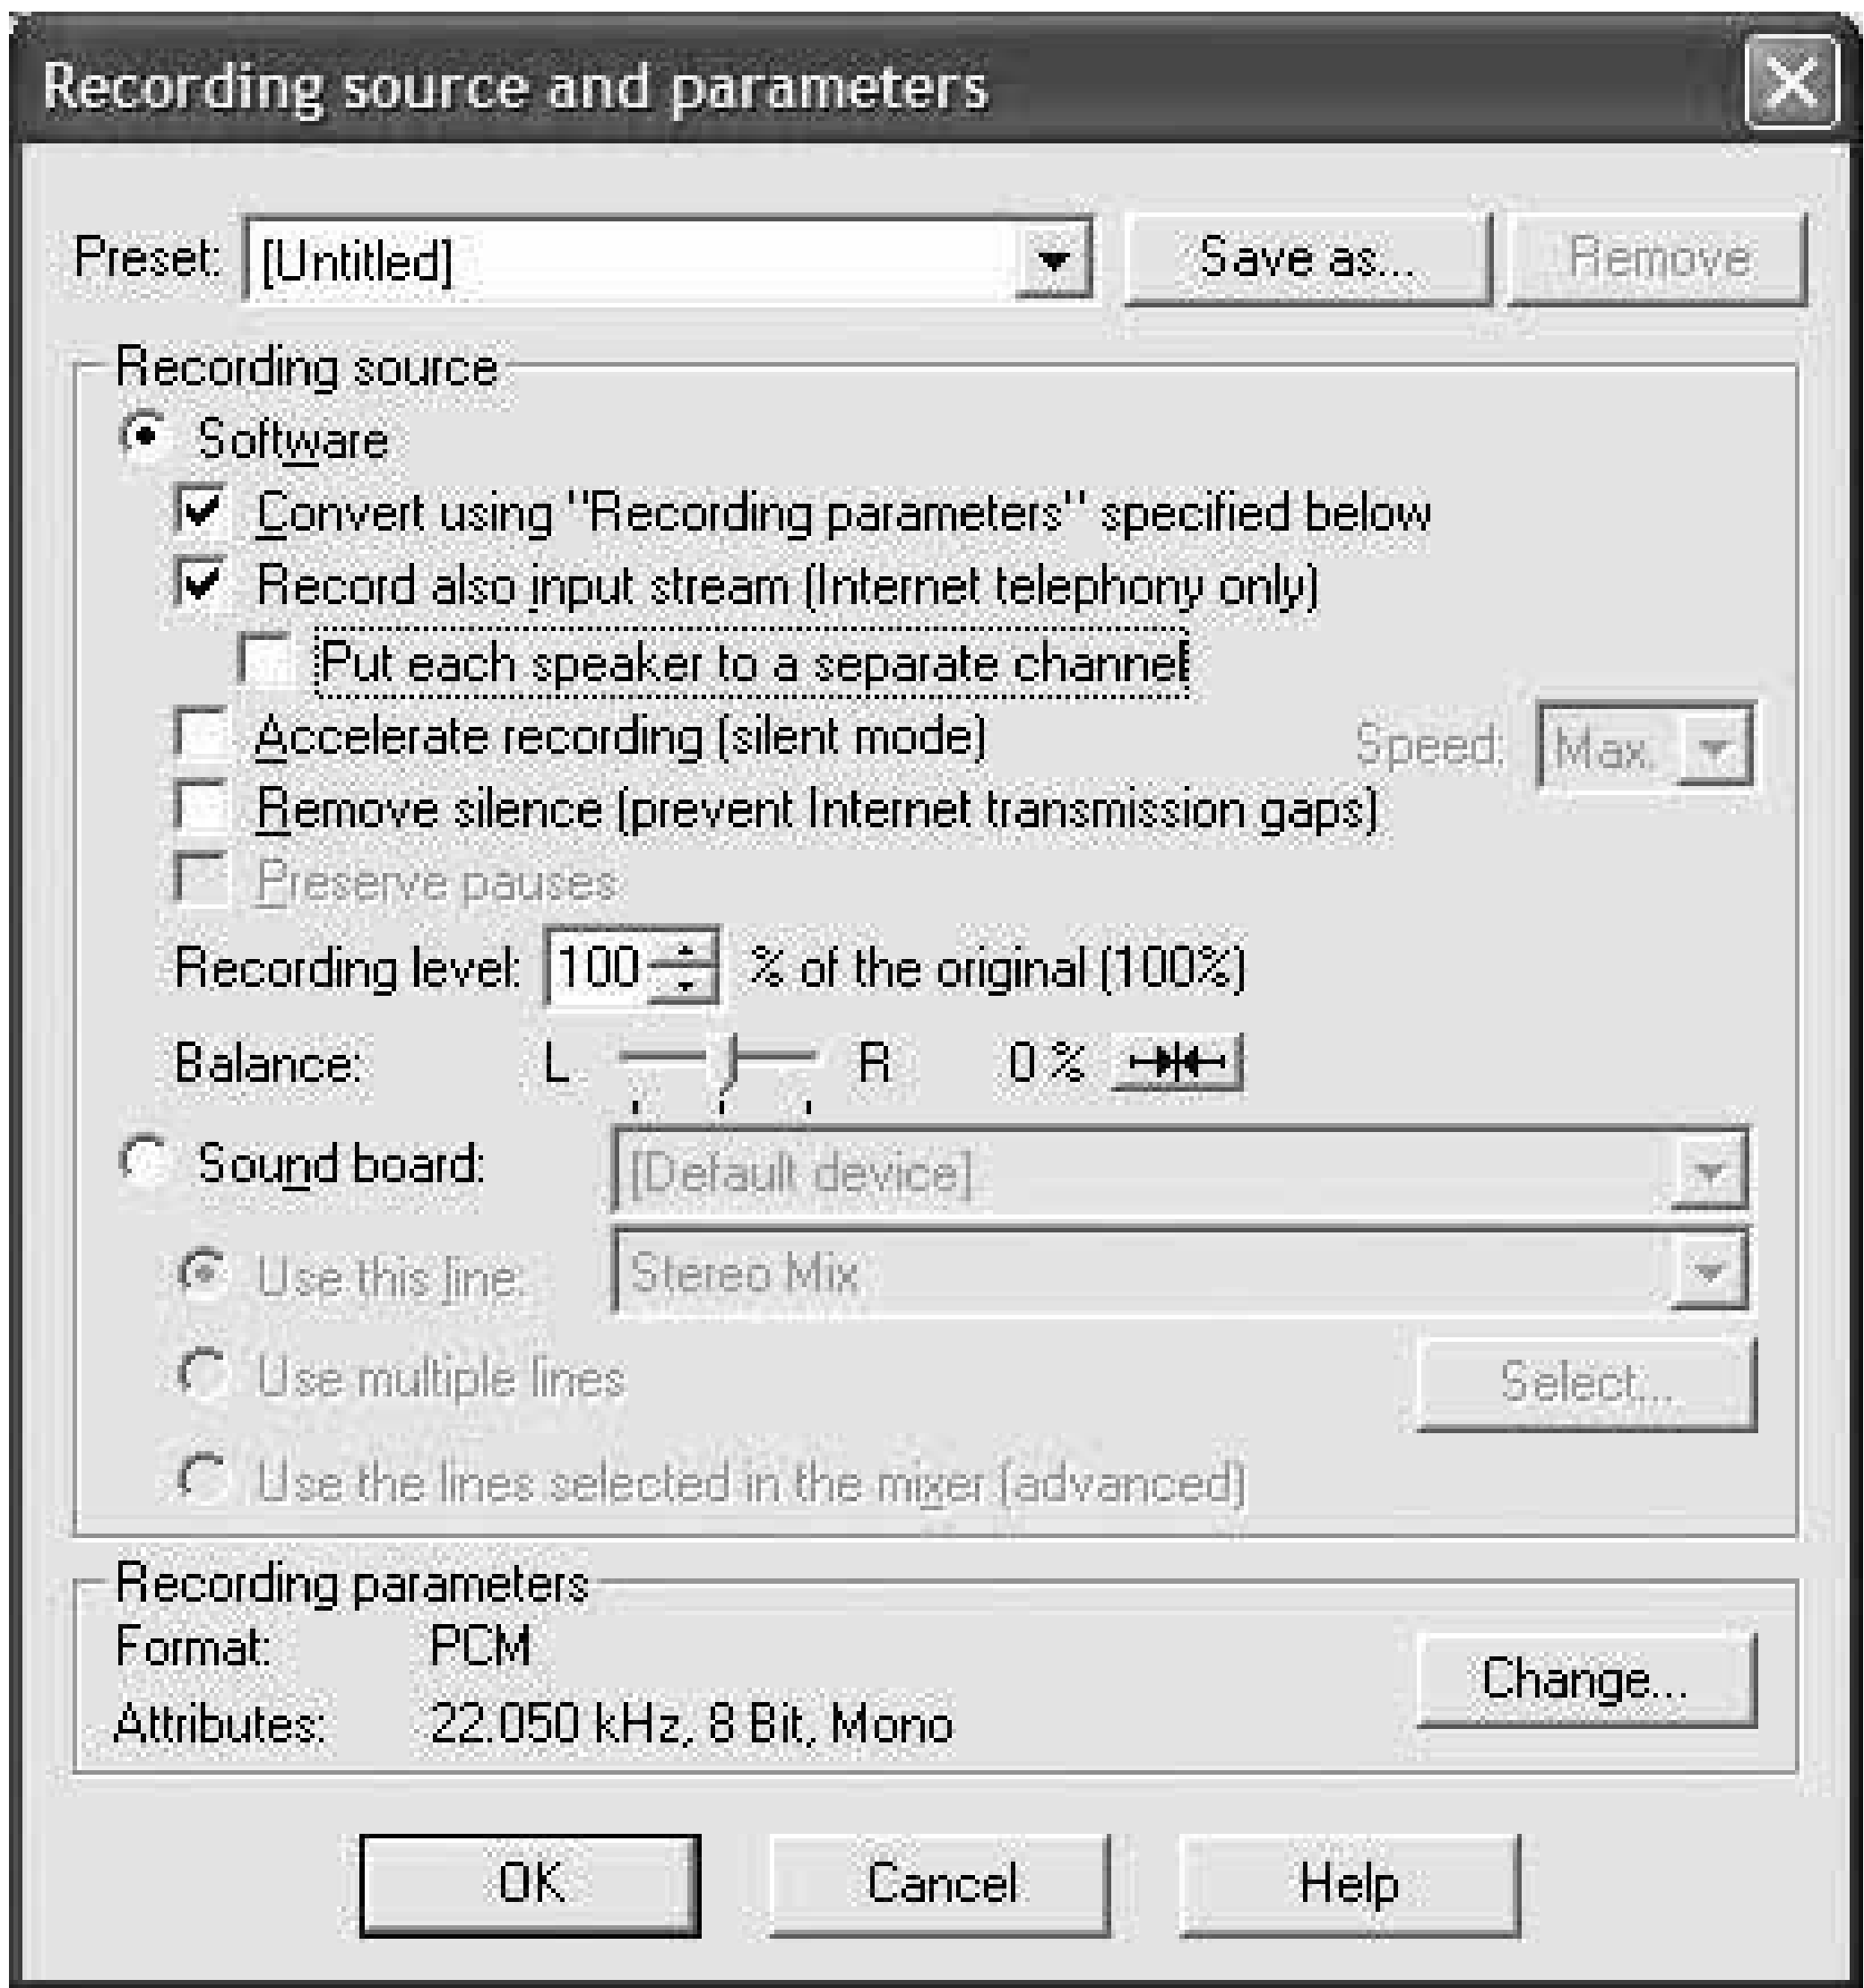 Recording source and parameters
Preset: [Untitled] Save as... Remove
Recording source
Software
Convert using "Recording parameters" specified below
Record also input stream (Internet telephony only)
Put each speaker to a separate channel
Accelerate recording (silent mode) Speed: Max.
Remove silence (prevent Internet transmission gaps)
Preserve pauses
Recording level: 100 % of the original (100%)
Balance: L R 0 %
Sound board: [Default device]
Use this line: Stereo Mix
Use multiple lines Select...
Use the lines selected in the mixer (advanced)
Recording parameters
Format: PCM
Change...
Attributes: 22.050 kHz, 8 Bit, Mono
OK Cancel Help